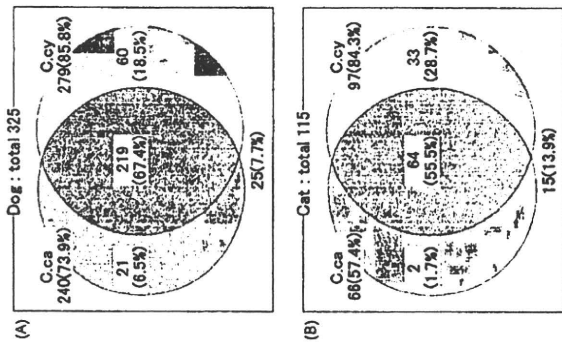 (A)
Dog : total 325
C.ca
240(73.9%)
C.cy
279(85.8%)
21
(6.5%)
219
(67.4%)
60
(18.5%)
25(7.7%)
(B)
Cat : total 115
C.ca
66(57.4%)
C.cy
97(84.3%)
2
(1.7%)
64
(55.5%)
33
(28.7%)
15(13.9%)